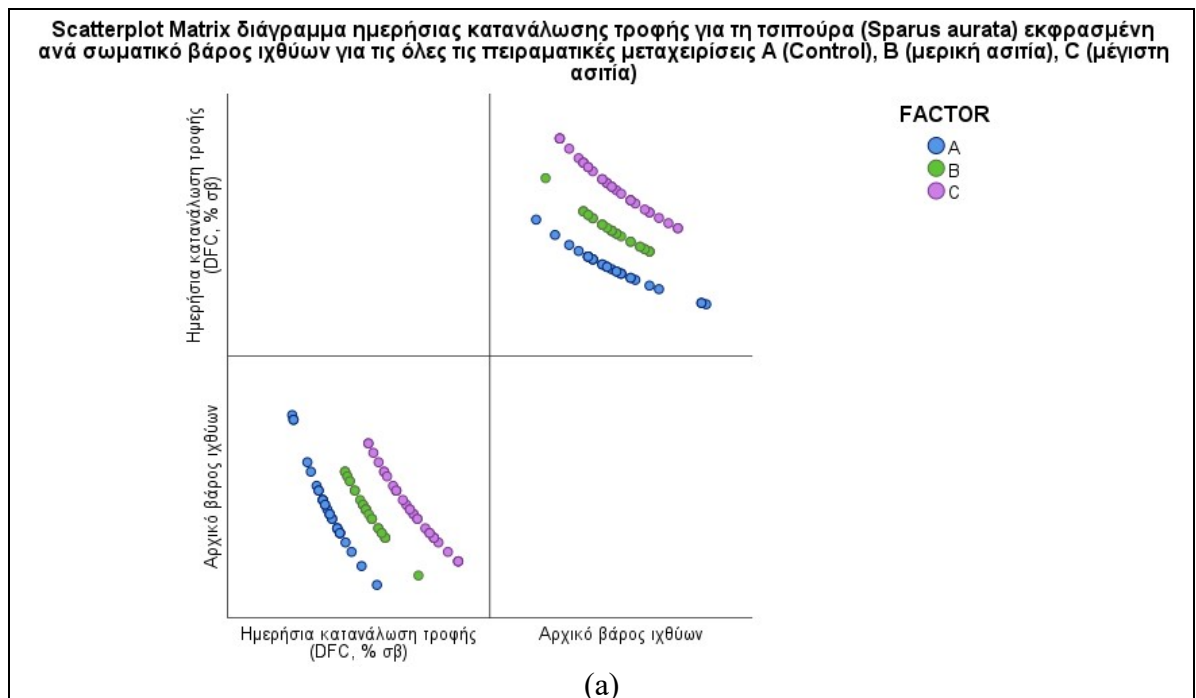 Scatterplot Matrix διάγραμμα ημερήσιας κατανάλωσης τροφής για τη τσιπούρα (Sparus aurata) εκφρασμένη
ανά σωματικό βάρος ιχθύων για τις όλες τις πειραματικές μεταχειρίσεις A (Control), B (μερική ασιτία), C (μέγιστη
ασιτία)
FACTOR
A
B
C
Ημερήσια κατανάλωση τροφής
(DFC, % σβ)
Αρχικό βάρος ιχθύων
Ημερήσια κατανάλωση τροφής
(DFC, % σβ)
Αρχικό βάρος ιχθύων
(a)